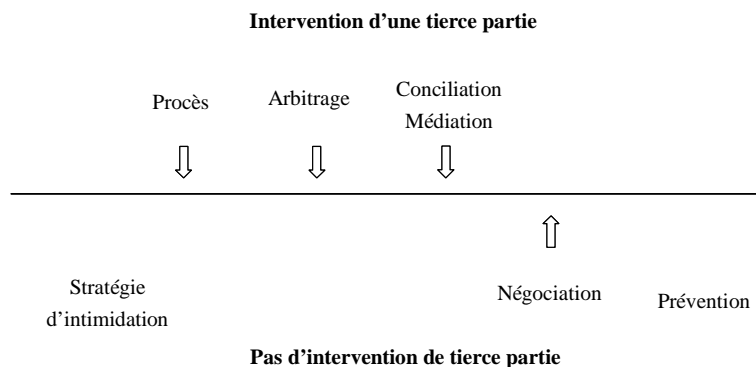 Intervention d'une tierce partie
Procès
Arbitrage
Conciliation
Médiation
Stratégie
d'intimidation
Négociation
Prévention
Pas d'intervention de tierce partie